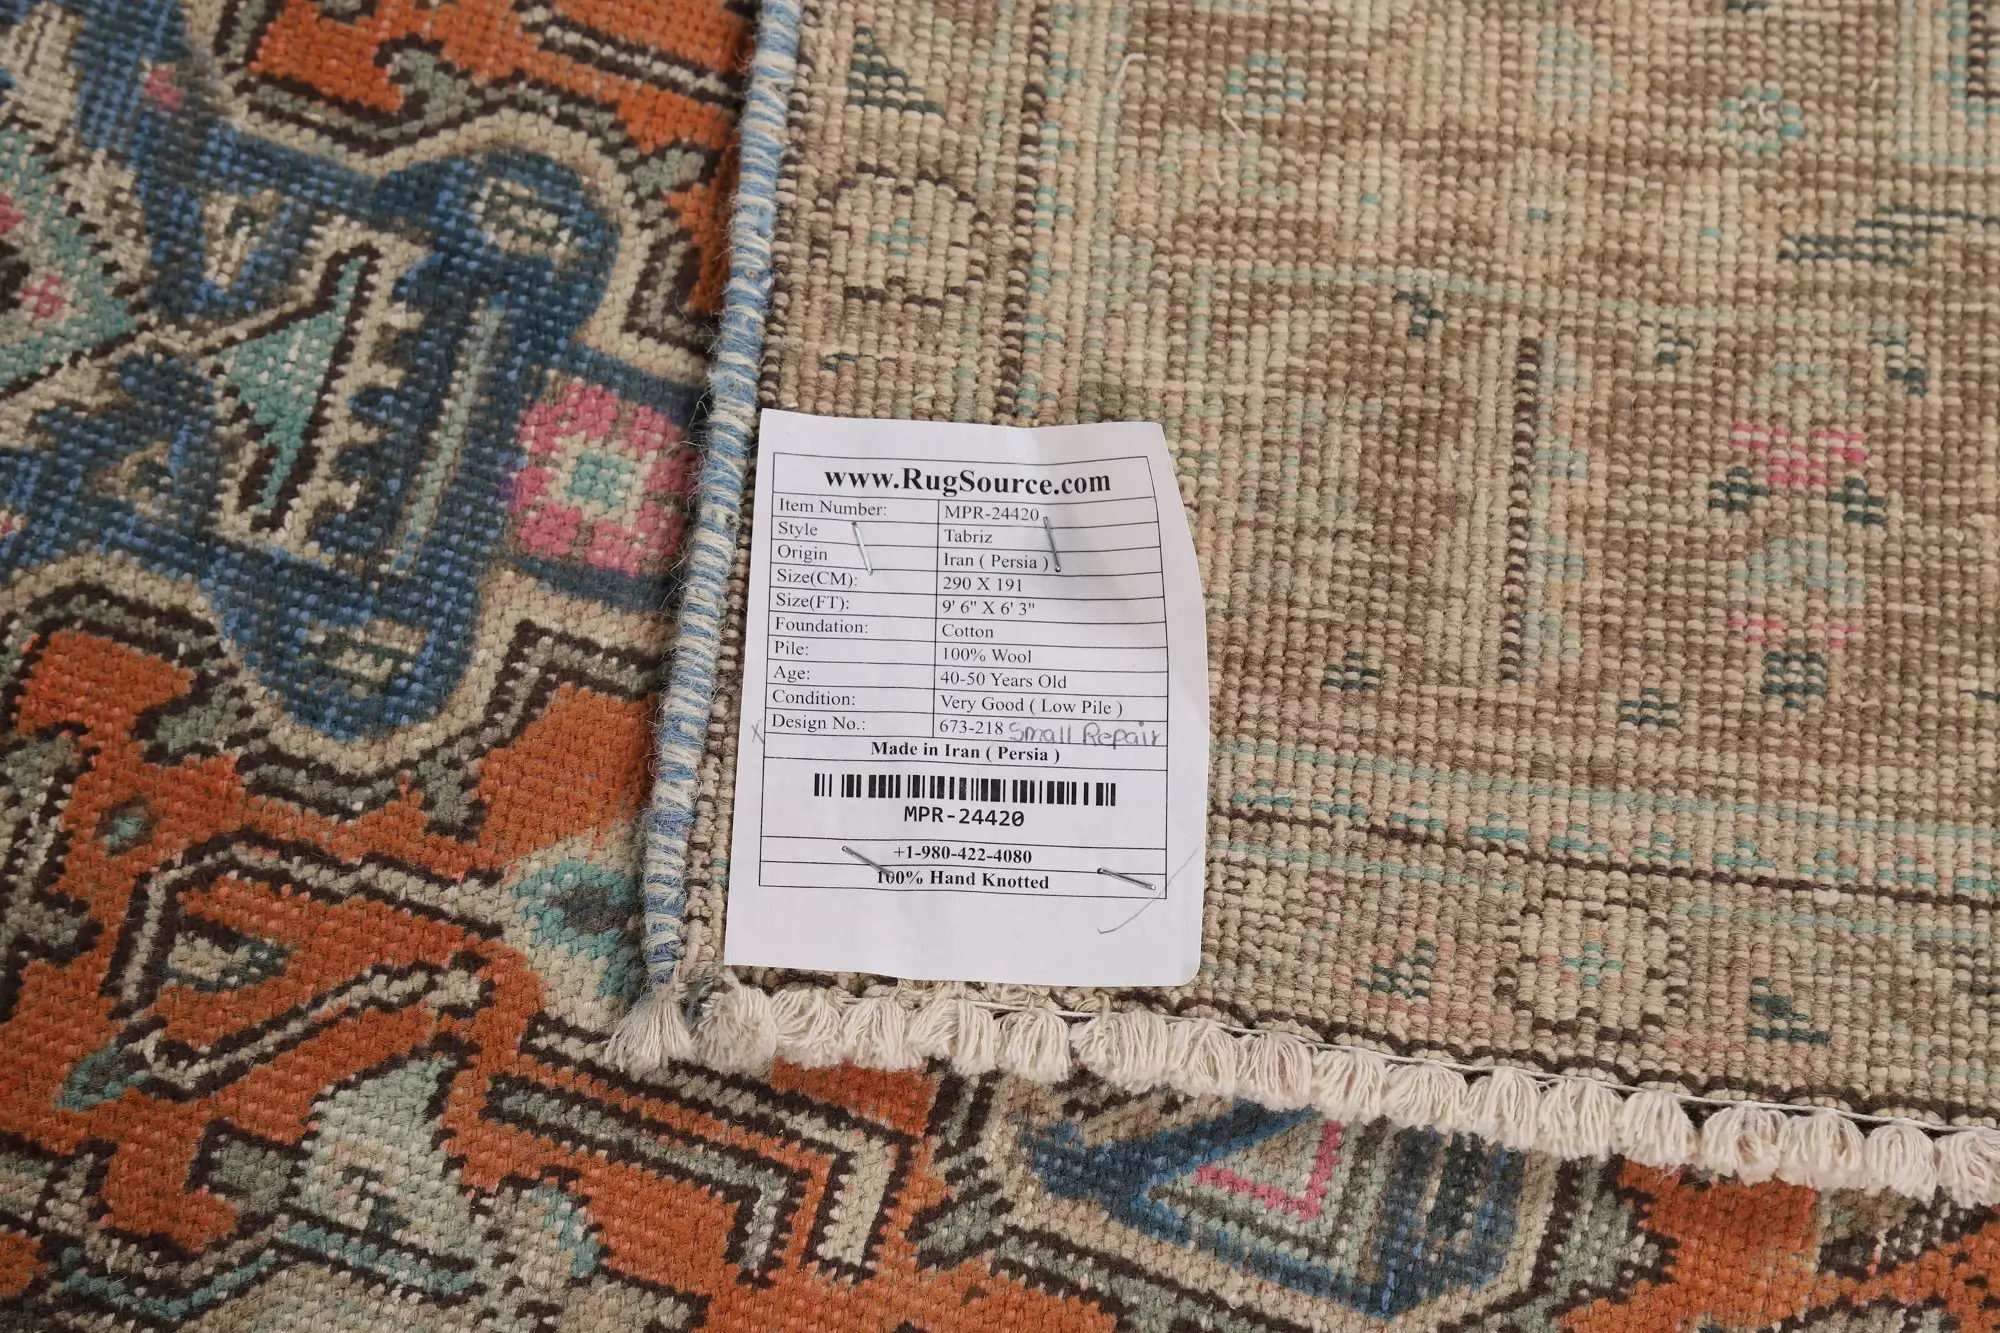 www.RugSource.com
Item Number: MPR-24420
Style Tabriz
Origin Iran ( Persia )
Size(CM): 290 X 191
Size(FT): 9' 6" X 6' 3"
Foundation: Cotton
Pile: 100% Wool
Age: 40-50 Years Old
Condition: Very Good ( Low Pile )
Design No.: 673-218 Small Repair
Made in Iran ( Persia )
MPR-24420
+1-980-422-4080
100% Hand Knotted